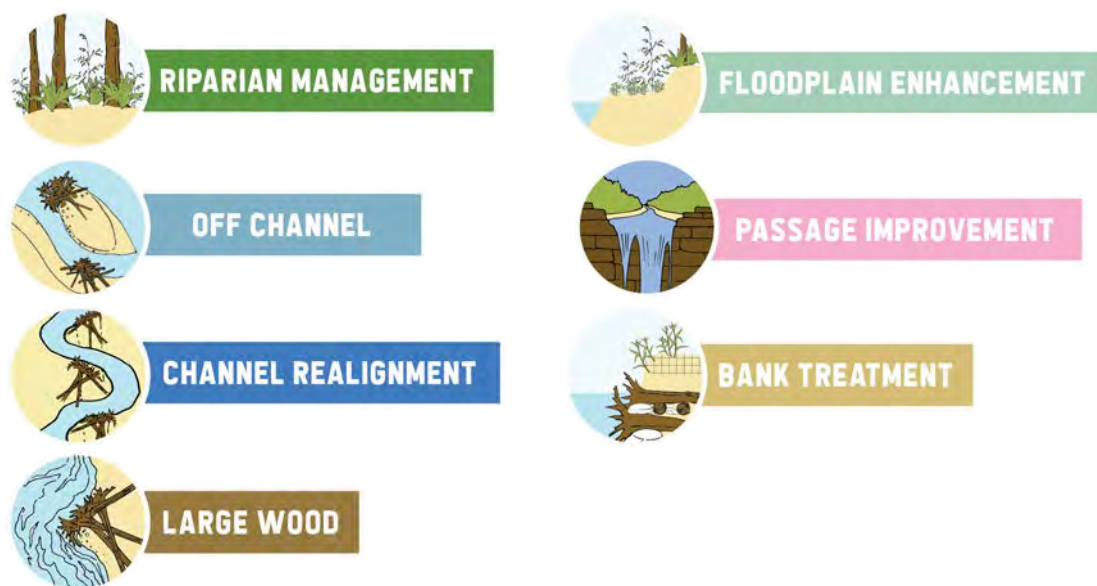 RIPARIAN MANAGEMENT
OFF CHANNEL
CHANNEL REALIGNMENT
LARGE WOOD
FLOODPLAIN ENHANCEMENT
PASSAGE IMPROVEMENT
BANK TREATMENT